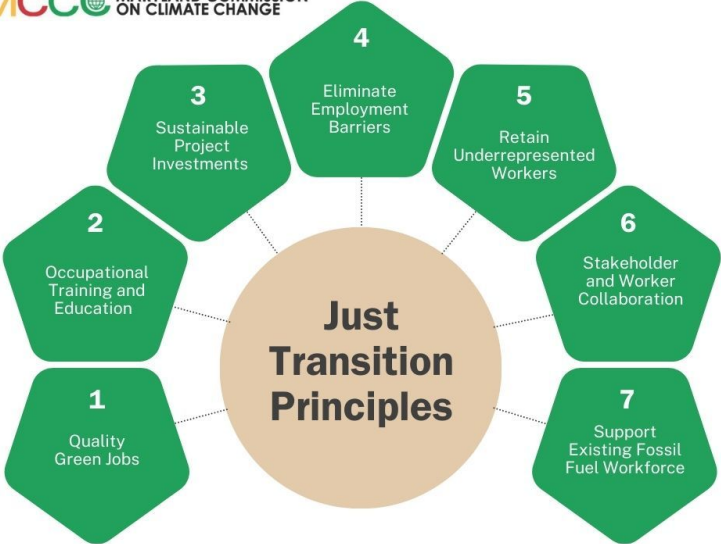 ON CLIMATE CHANGE
1
Quality
Green Jobs
2
Occupational
Training and
Education
3
Sustainable
Project
Investments
4
Eliminate
Employment
Barriers
5
Retain
Underrepresented
Workers
6
Stakeholder
and Worker
Collaboration
7
Support
Existing Fossil
Fuel Workforce
Just
Transition
Principles